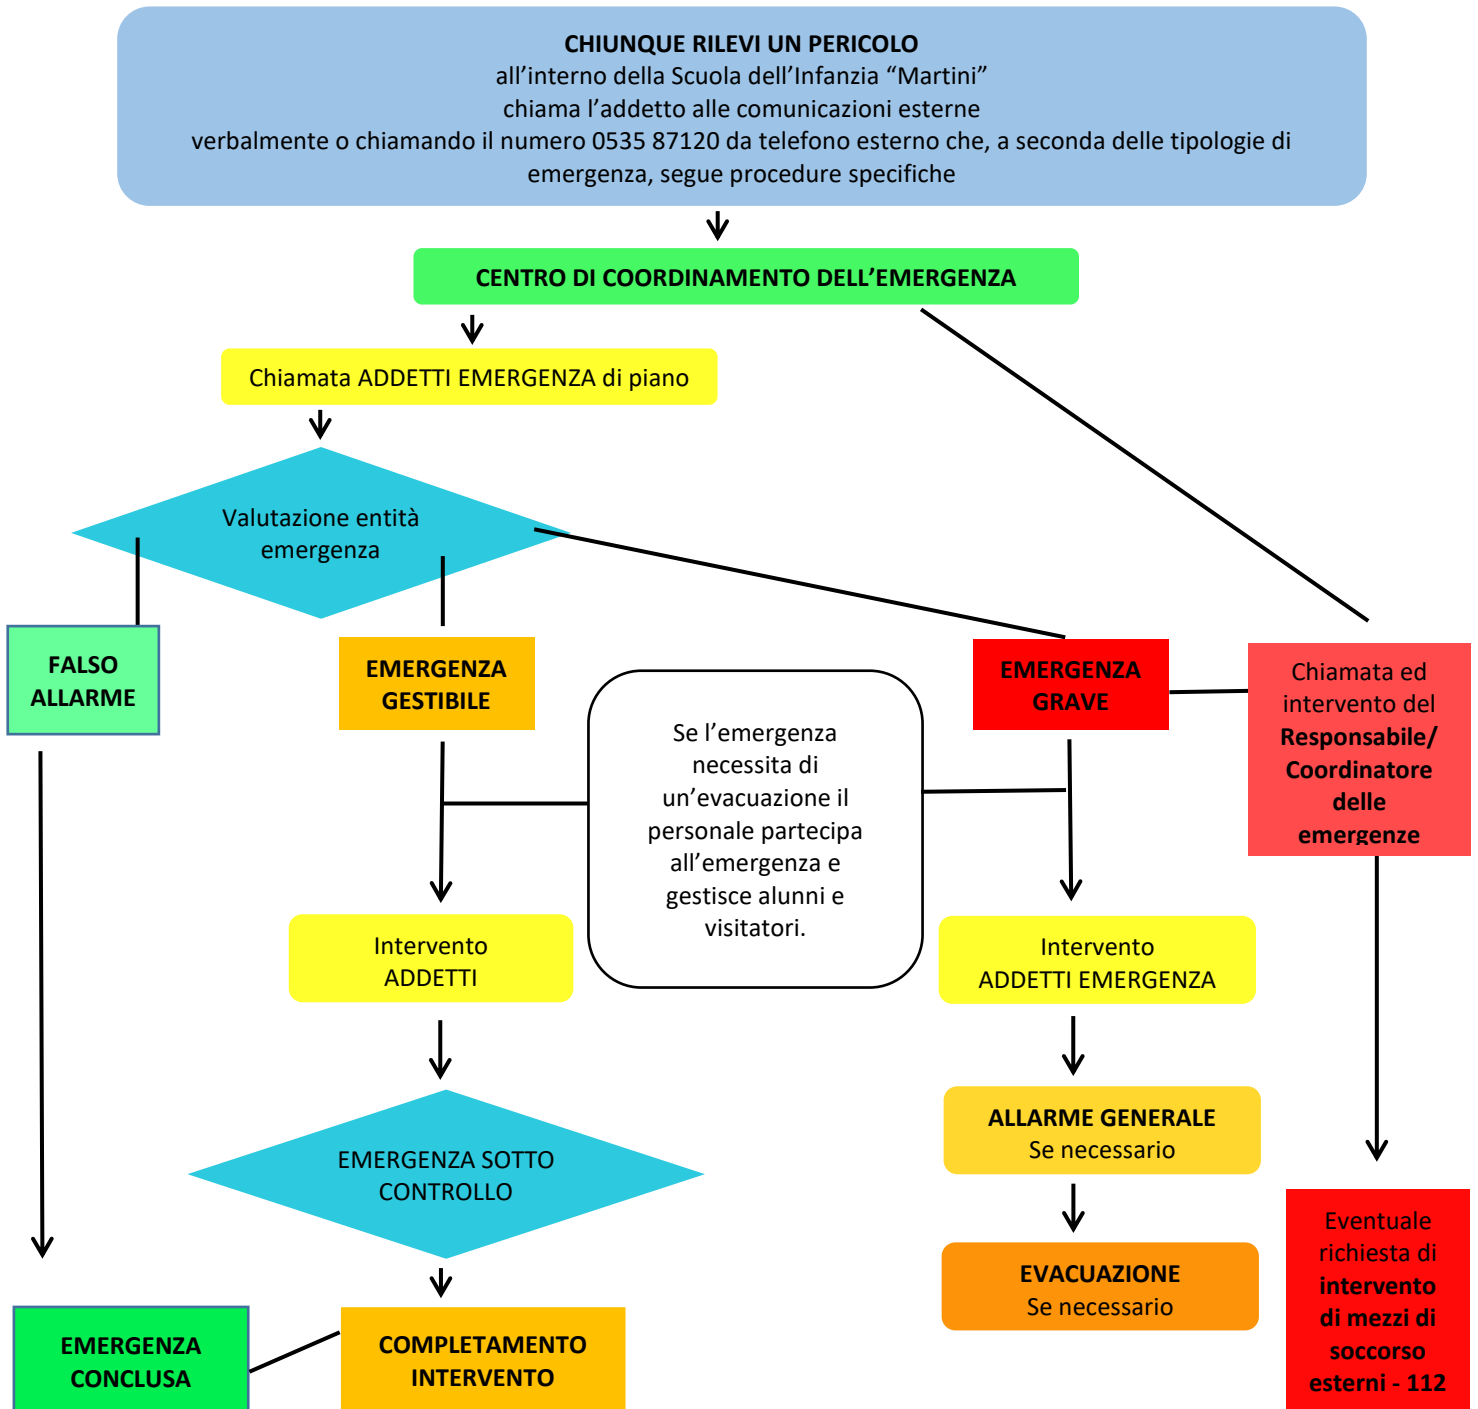 CHIUNQUE RILEVI UN PERICOLO
all’interno della Scuola dell’Infanzia “Martini”
chiama l’addetto alle comunicazioni esterne
verbalmente o chiamando il numero 0535 87120 da telefono esterno che, a seconda delle tipologie di
emergenza, segue procedure specifiche
CENTRO DI COORDINAMENTO DELL’EMERGENZA
Chiamata ADDETTI EMERGENZA di piano
Valutazione entità
emergenza
FALSO
ALLARME
EMERGENZA
GESTIBILE
Se l’emergenza
necessita di
un’evacuazione il
personale partecipa
all’emergenza e
gestisce alunni e
visitatori.
EMERGENZA
GRAVE
Chiamata ed
intervento del
Responsabile/
Coordinatore
delle
emergenze
Intervento
ADDETTI
Intervento
ADDETTI EMERGENZA
EMERGENZA SOTTO
CONTROLLO
ALLARME GENERALE
Se necessario
EVACUAZIONE
Se necessario
Eventuale
richiesta di
intervento
di mezzi di
soccorso
esterni - 112
EMERGENZA
CONCLUSA
COMPLETAMENTO
INTERVENTO